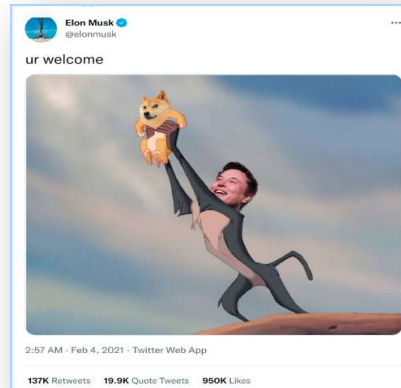 Elon Musk
@elonmusk
ur welcome
2:57 AM · Feb 4, 2021 · Twitter Web App
137K Retweets 19.9K Quote Tweets 950K Likes